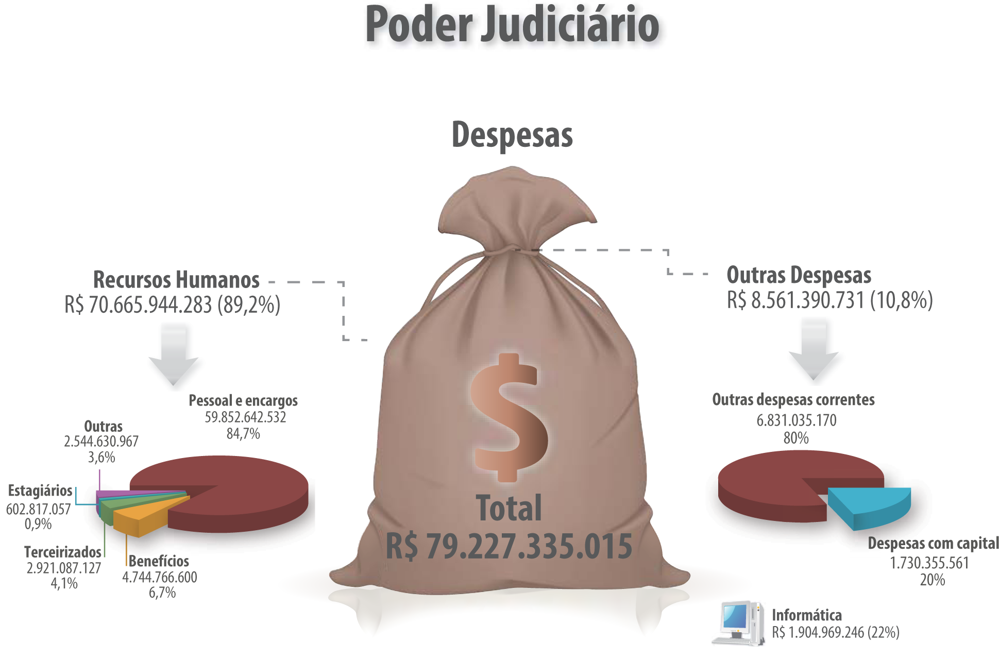 Poder Judiciário
Despesas
Recursos Humanos
R$ 70.665.944.283 (89,2%)
Outras Despesas
R$ 8.561.390.731 (10,8%)
Pessoal e encargos
59.852.642.532
84,7%
Outras
2.544.630.967
3,6%
Estagiários
602.817.057
0,9%
Terceirizados
2.921.087.127
4,1%
Benefícios
4.744.766.600
6,7%
$
Total
R$ 79.227.335.015
Outras despesas correntes
6.831.035.170
80%
Despesas com capital
1.730.355.561
20%
Informática
R$ 1.904.969.246 (22%)